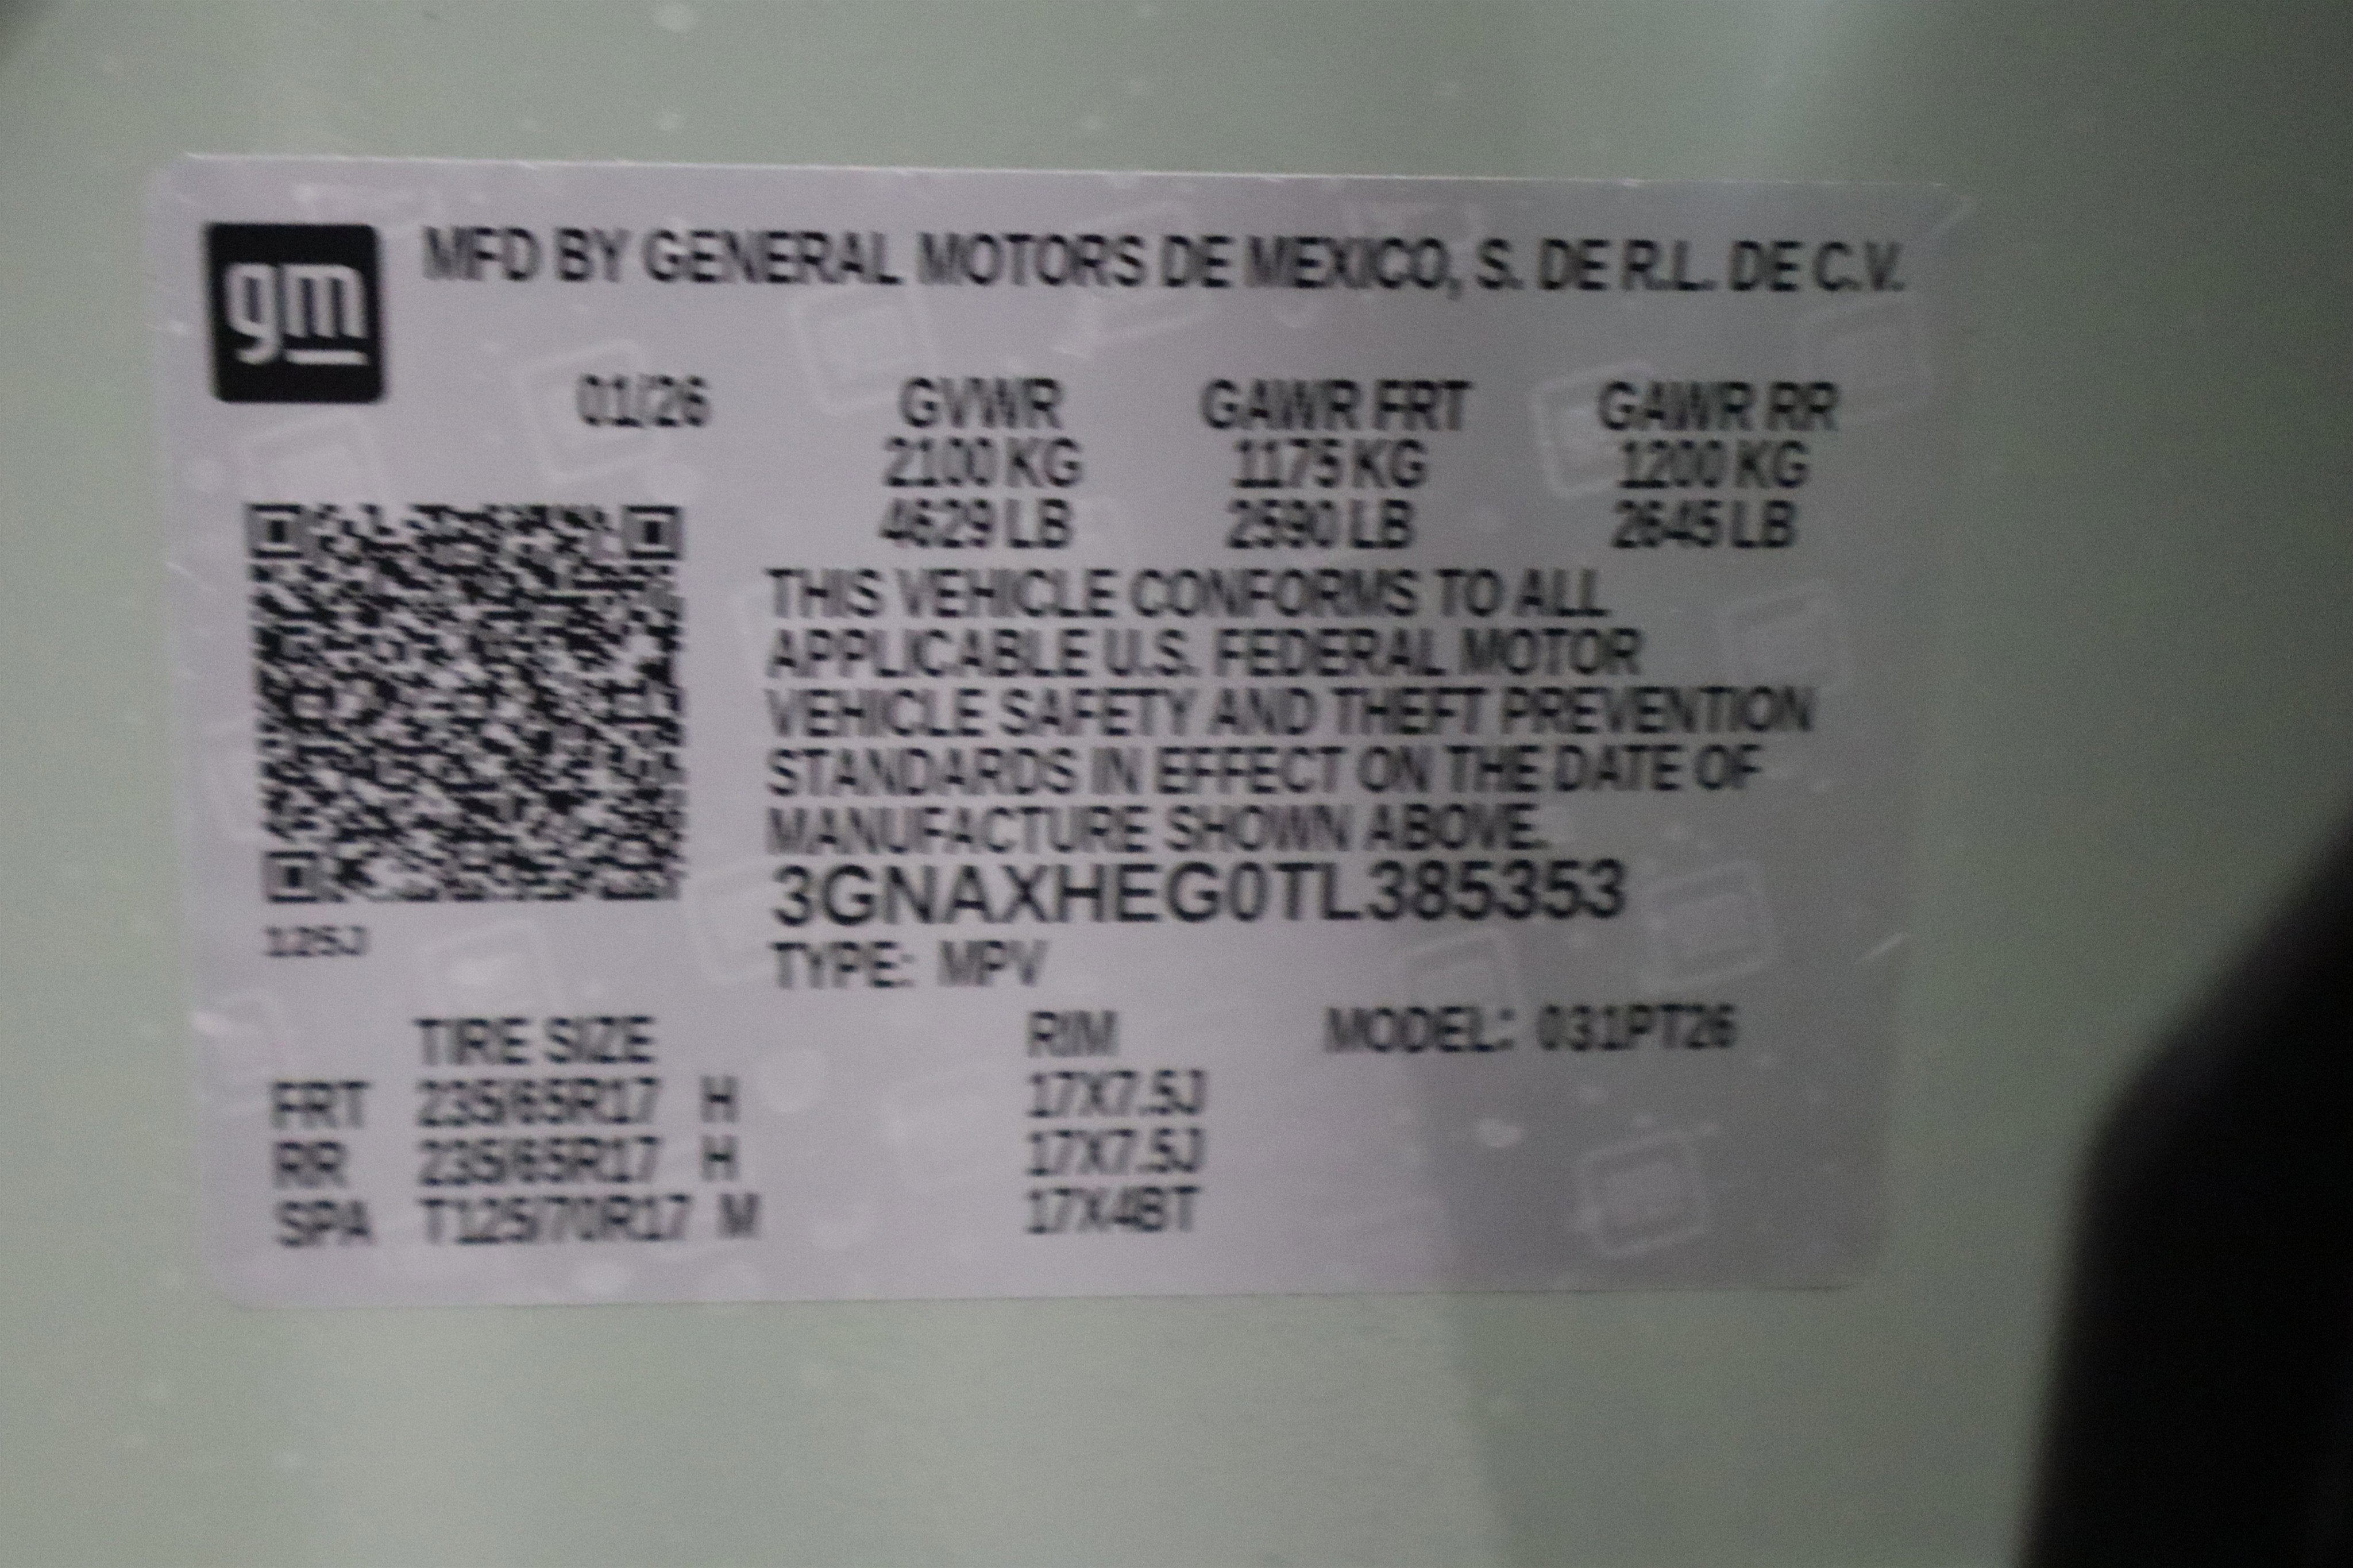 gm
MFD BY GENERAL MOTORS DE MEXICO, S. DE R.L. DE C.V.
01/26 GVWR GAWR FRT GAWR RR
2100 KG 1175 KG 1200 KG
4629 LB 2590 LB 2645 LB
THIS VEHICLE CONFORMS TO ALL
APPLICABLE U.S. FEDERAL MOTOR
VEHICLE SAFETY AND THEFT PREVENTION
STANDARDS IN EFFECT ON THE DATE OF
MANUFACTURE SHOWN ABOVE.
3GNAXHEG0TL385353
125J
TYPE: MPV
TIRE SIZE RIM MODEL: 031PT26
FRT 235/65R17 H 17X7.5J
RR 235/65R17 H 17X7.5J
SPA T125/70R17 M 17X4BT